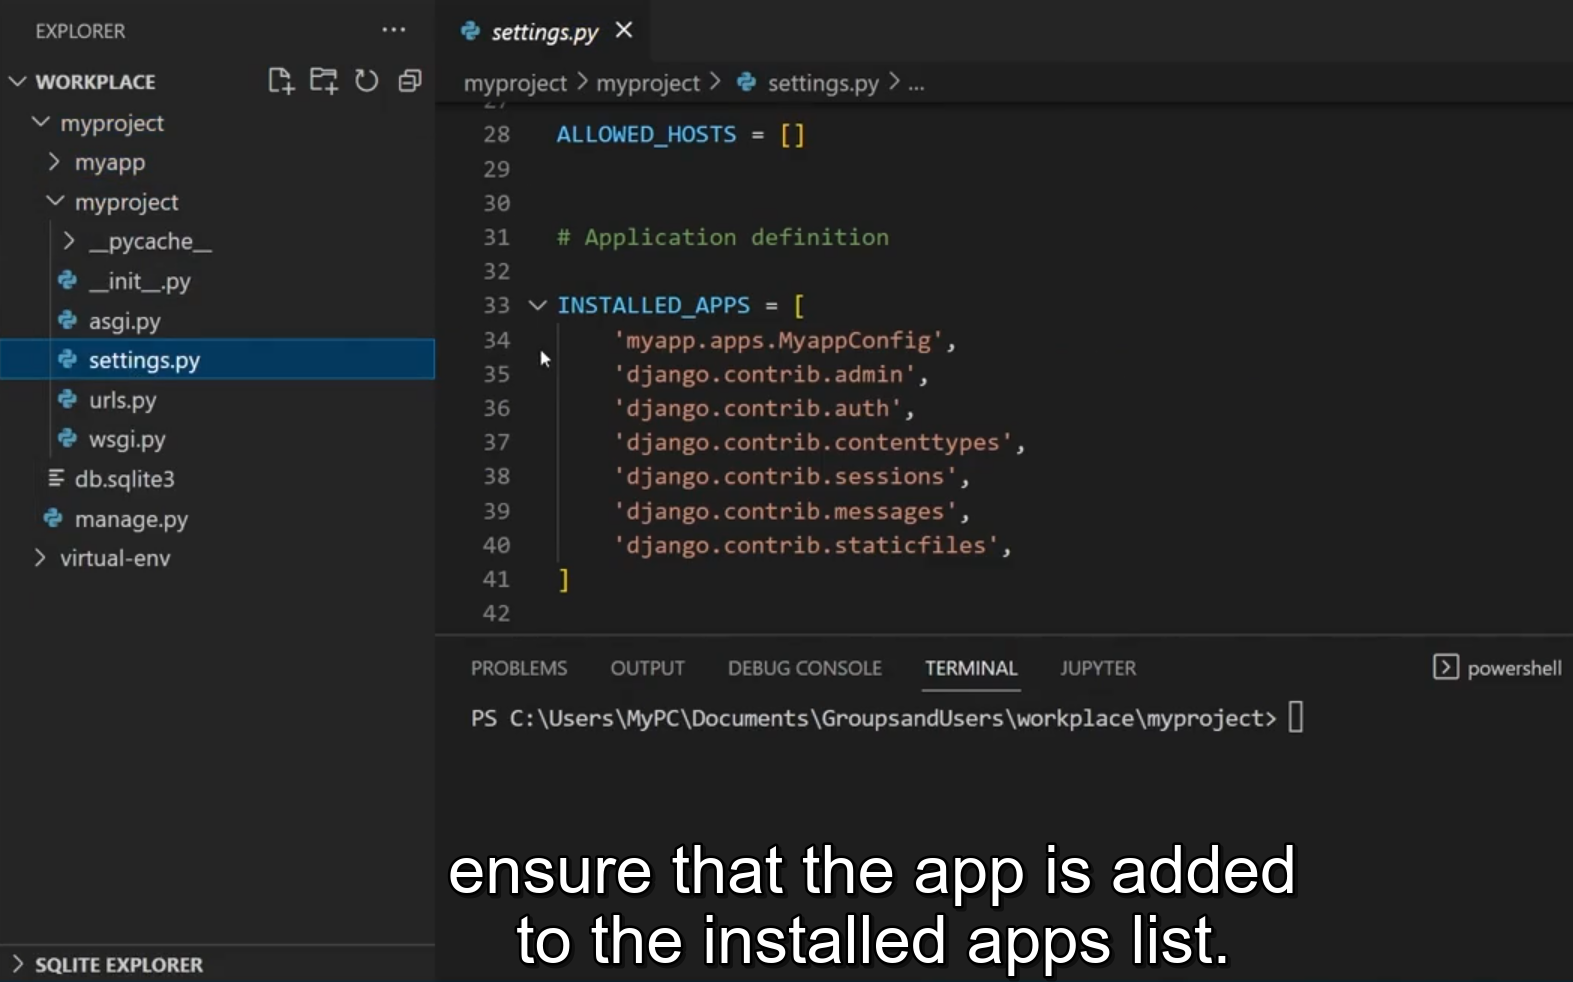 EXPLORER
WORKPLACE
myproject
myapp
myproject
__pycache__
__init__.py
asgi.py
settings.py
urls.py
wsgi.py
db.sqlite3
manage.py
virtual-env
SQLITE EXPLORER
settings.py
myproject > myproject > settings.py > ...
27
28 ALLOWED_HOSTS = []
29
30
31 # Application definition
32
33 INSTALLED_APPS = [
34 'myapp.apps.MyappConfig',
35 'django.contrib.admin',
36 'django.contrib.auth',
37 'django.contrib.contenttypes',
38 'django.contrib.sessions',
39 'django.contrib.messages',
40 'django.contrib.staticfiles',
41 ]
42
PROBLEMS OUTPUT DEBUG CONSOLE TERMINAL JUPYTER powershell
PS C:\Users\MyPC\Documents\GroupsandUsers\workplace\myproject>
ensure that the app is added
to the installed apps list.